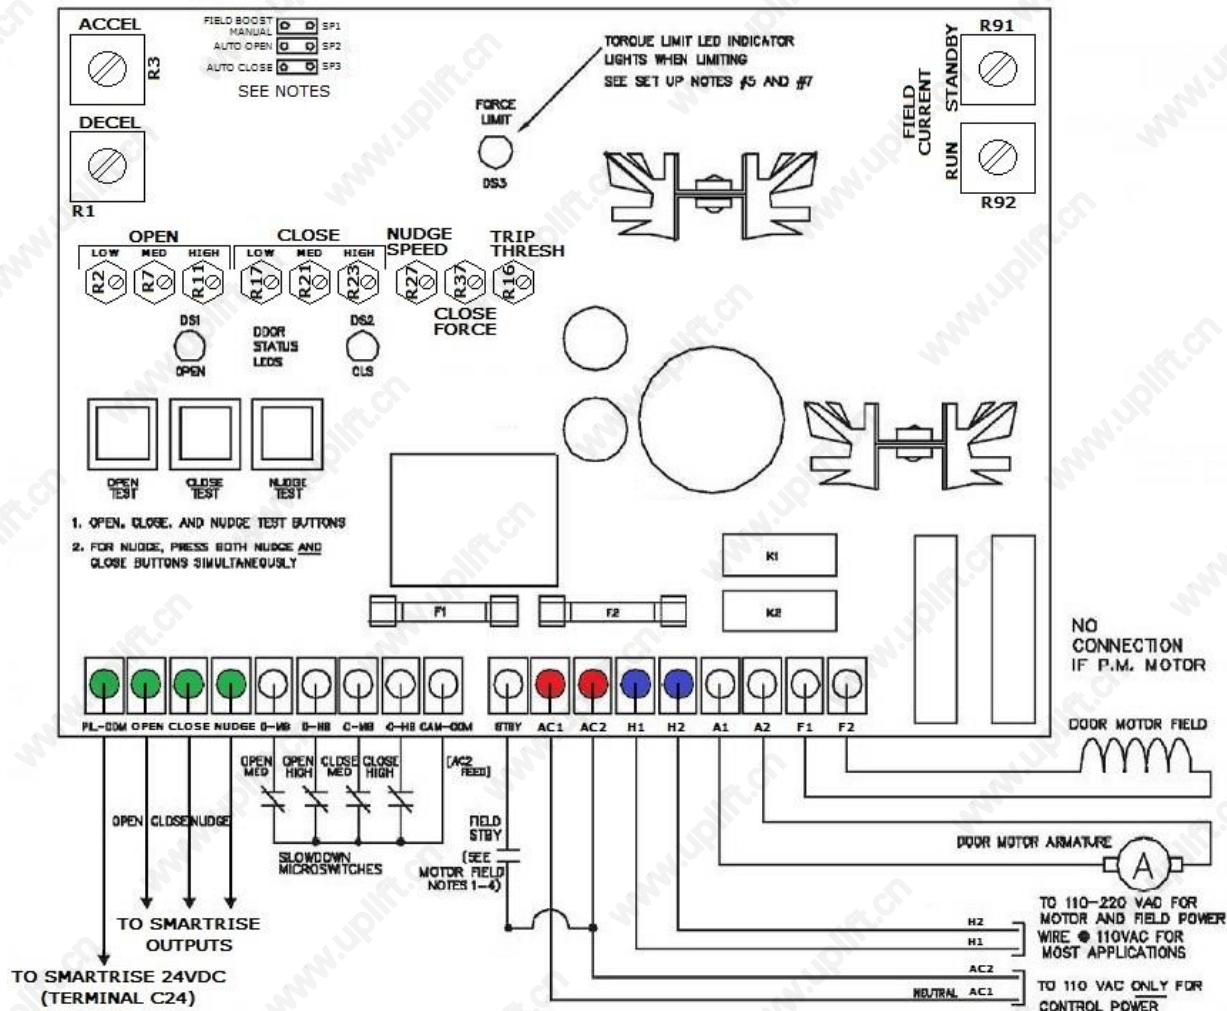 ACCEL
R3
DECEL
R1
FIELD BOOST
MANUAL
SP1
AUTO OPEN
SP2
AUTO CLOSE
SP3
SEE NOTES
TORQUE LIMIT LED INDICATOR
LIGHTS WHEN LIMITING
SEE SET UP NOTES #5 AND #7
FORCE
LIMIT
DS3
R91
STANDBY
FIELD
CURRENT
RUN
R92
OPEN
LOW MED HIGH
R2 R7 R11
CLOSE
LOW MED HIGH
R17 R21 R23
NUDGE
SPEED
R27
R37
CLOSE
FORCE
TRIP
THRESH
R16
DS1
OPEN
DOOR
STATUS
LEDS
DS2
CLS
OPEN
TEST
CLOSE
TEST
NUDGE
TEST
1. OPEN, CLOSE, AND NUDGE TEST BUTTONS
2. FOR NUDGE, PRESS BOTH NUDGE AND
CLOSE BUTTONS SIMULTANEOUSLY
F1
F2
K1
K2
NO
CONNECTION
IF P.M. MOTOR
PL-COM OPEN CLOSE NUDGE O-MB O-HB C-MB C-HB CAM-COM STBY AC1 AC2 H1 H2 A1 A2 F1 F2
DOOR MOTOR FIELD
OPEN
MED
OPEN
HIGH
CLOSE
MED
CLOSE
HIGH
[AC2
FEED]
OPEN CLOSE NUDGE
SLOWDOWN
MICROSWITCHES
FIELD
STBY
(SEE
MOTOR FIELD
NOTES 1-4)
DOOR MOTOR ARMATURE
A
TO SMARTRISE
OUTPUTS
TO SMARTRISE 24VDC
(TERMINAL C24)
H2
H1
TO 110-220 VAC FOR
MOTOR AND FIELD POWER
WIRE @ 110VAC FOR
MOST APPLICATIONS
AC2
NEUTRAL AC1
TO 110 VAC ONLY FOR
CONTROL POWER
www.uplift.cn